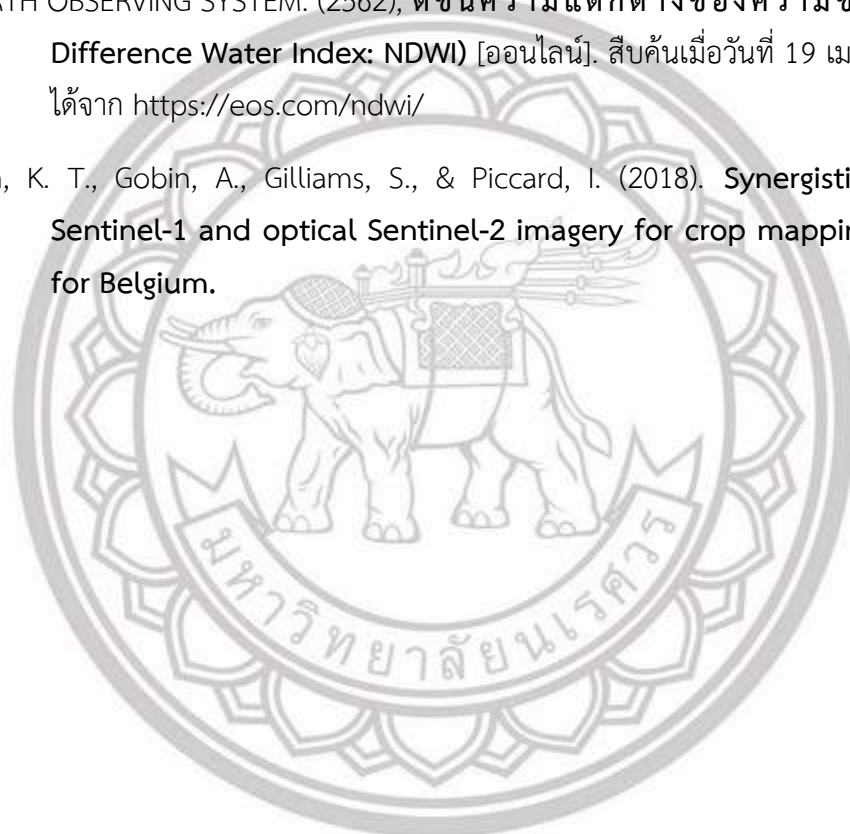 ATH OBSERVING SYSTEM. (2562), ดัชนีความแตกต่างของความช
Difference Water Index: NDWI) [ออนไลน์]. สืบค้นเมื่อวันที่ 19 เม
ได้จาก https://eos.com/ndwi/
, K. T., Gobin, A., Gilliams, S., & Piccard, I. (2018). Synergisti
Sentinel-1 and optical Sentinel-2 imagery for crop mappin
for Belgium.
มหาวิทยาลัยนเรศวร